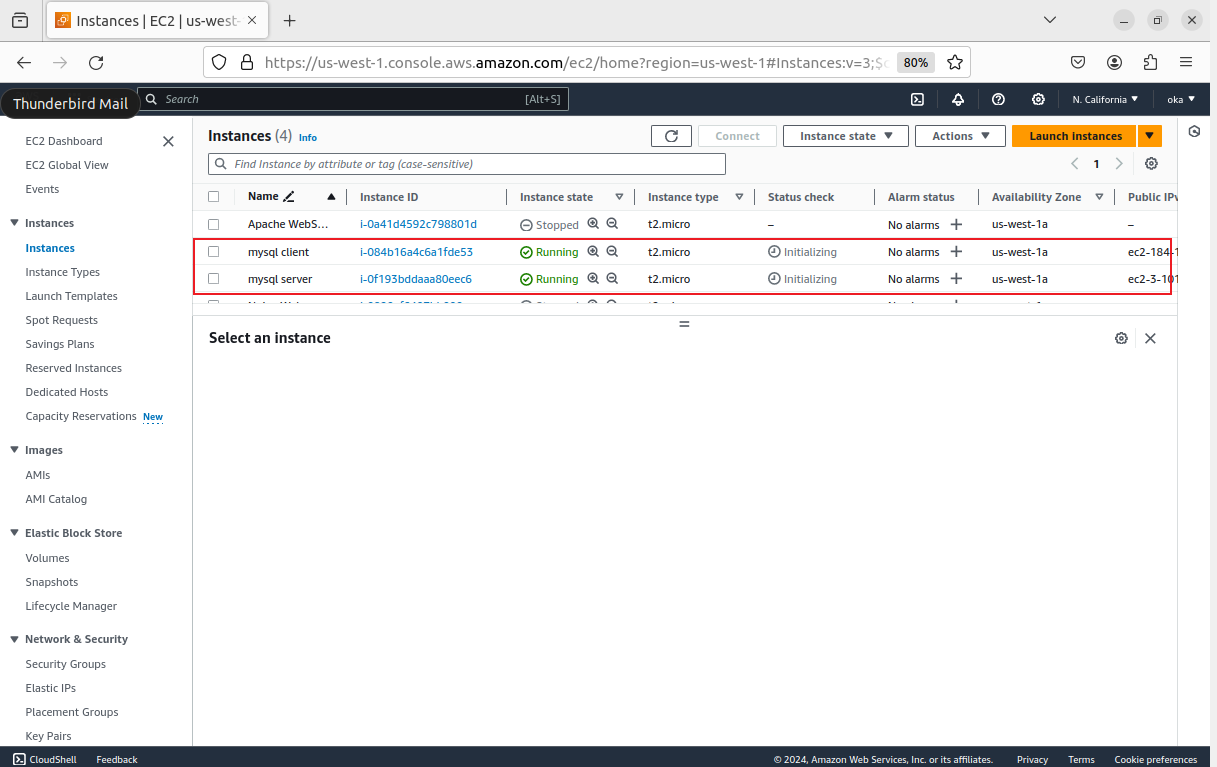 Instances | EC2 | us-west-
https://us-west-1.console.aws.amazon.com/ec2/home?region=us-west-1#Instances:v=3;$c
80%
Thunderbird Mail
Search
[Alt+S]
N. California
oka
EC2 Dashboard
EC2 Global View
Events
Instances
Instances
Instance Types
Launch Templates
Spot Requests
Savings Plans
Reserved Instances
Dedicated Hosts
Capacity Reservations New
Images
AMIs
AMI Catalog
Elastic Block Store
Volumes
Snapshots
Lifecycle Manager
Network & Security
Security Groups
Elastic IPs
Placement Groups
Key Pairs
Instances (4) Info
Connect
Instance state
Actions
Launch instances
Find Instance by attribute or tag (case-sensitive)
1
Name Instance ID Instance state Instance type Status check Alarm status Availability Zone Public IPv
Apache WebS... i-0a41d4592c798801d Stopped t2.micro – No alarms us-west-1a –
mysql client i-084b16a4c6a1fde53 Running t2.micro Initializing No alarms us-west-1a ec2-184-1
mysql server i-0f193bddaaa80eec6 Running t2.micro Initializing No alarms us-west-1a ec2-3-101
Select an instance
CloudShell Feedback © 2024, Amazon Web Services, Inc. or its affiliates. Privacy Terms Cookie preferences